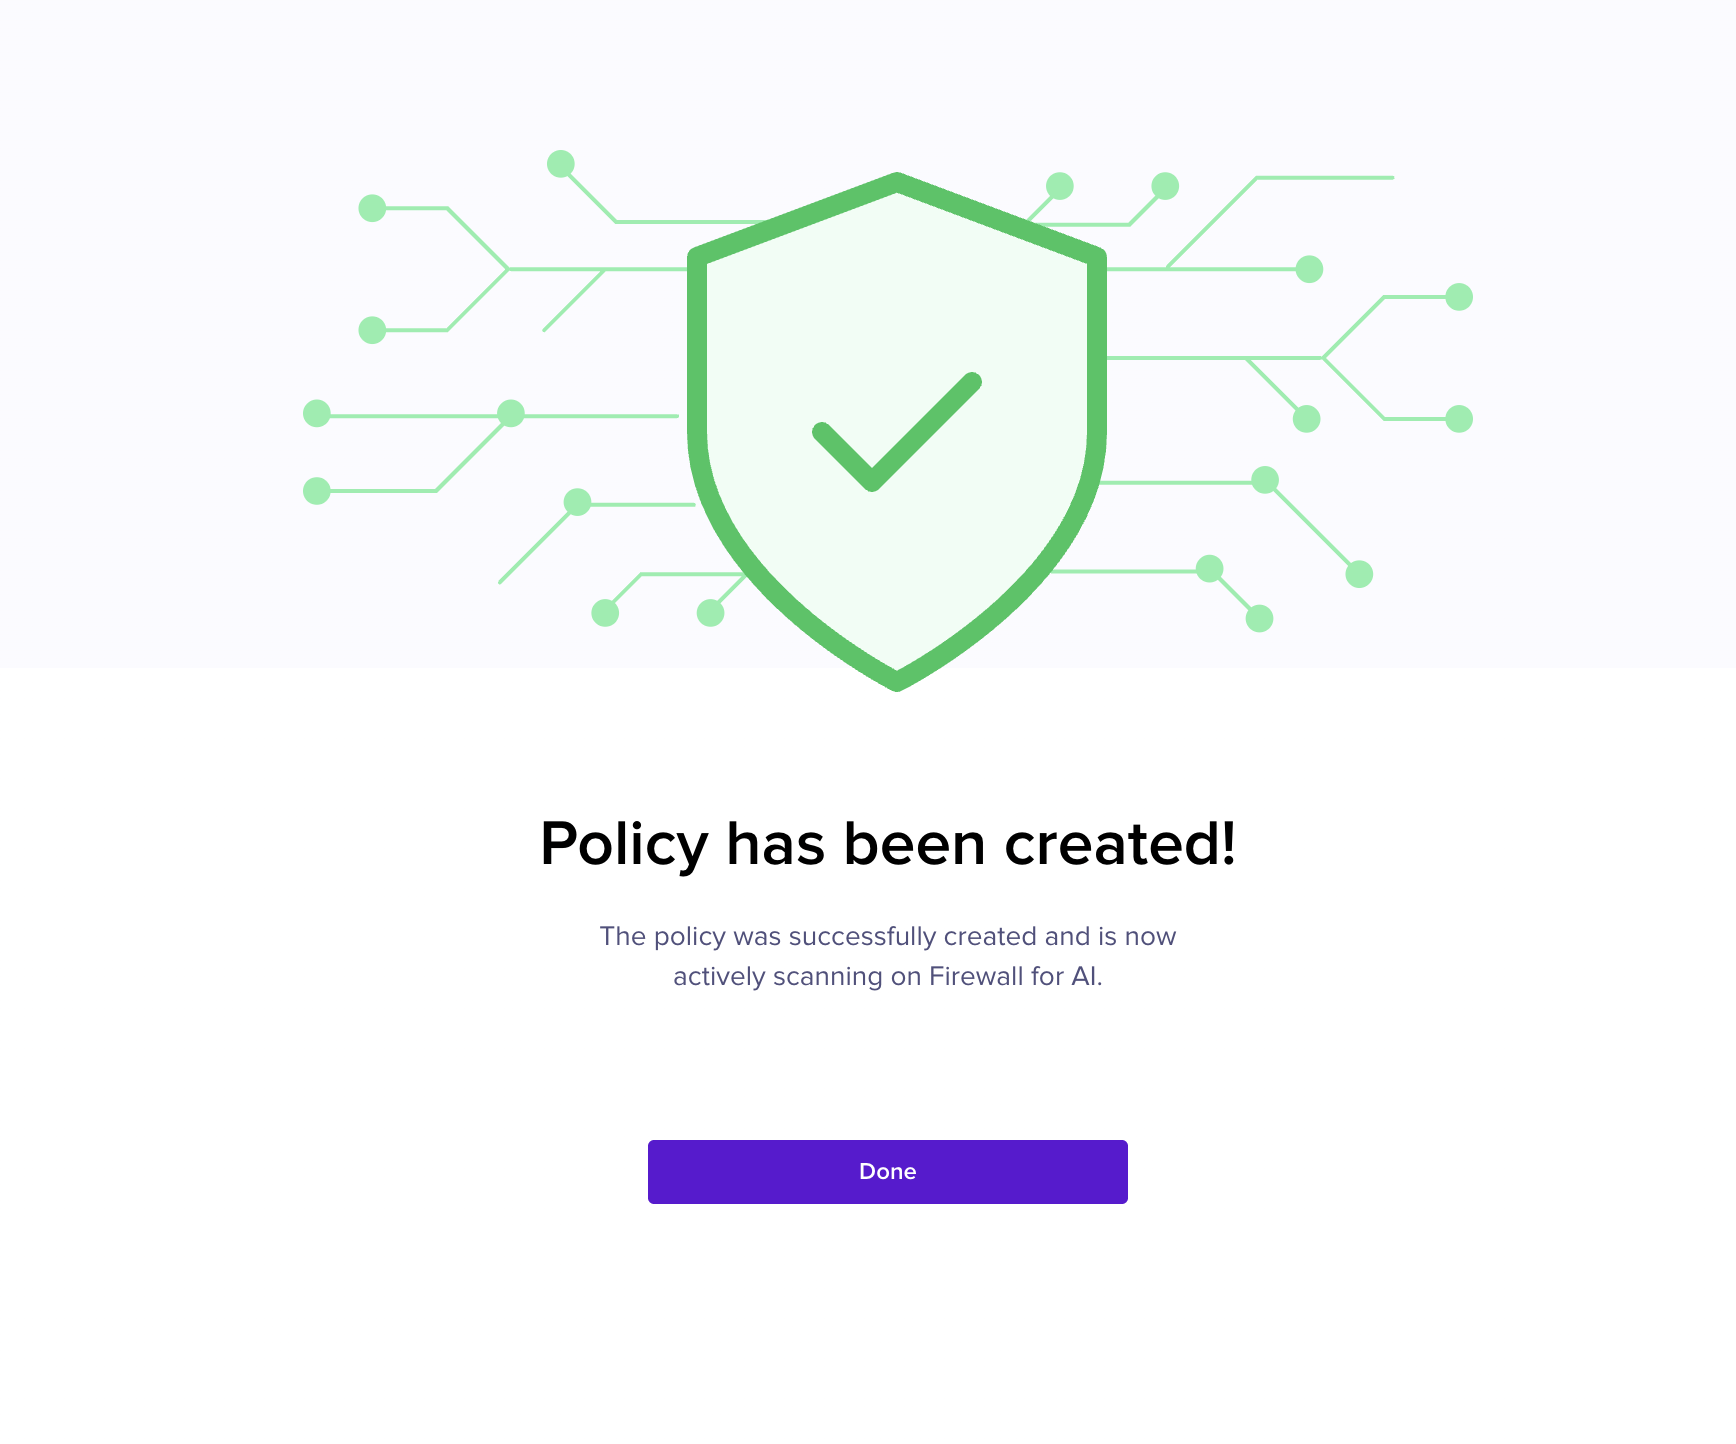 Policy has been created!
The policy was successfully created and is now
actively scanning on Firewall for AI.
Done